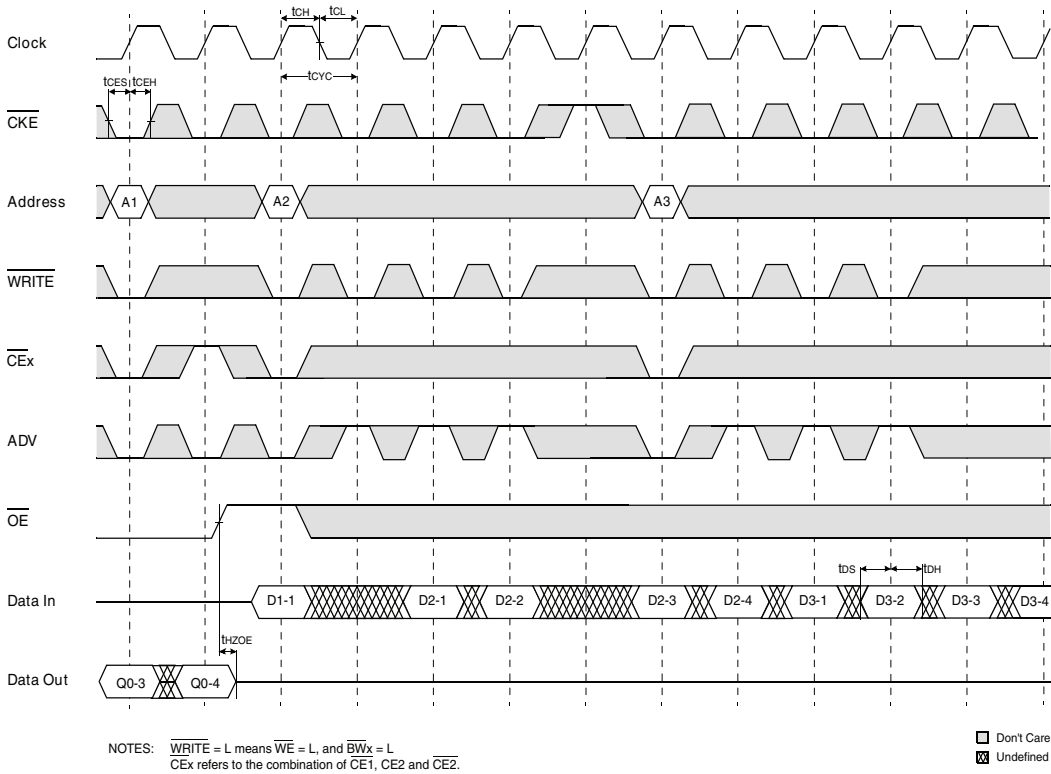 tCH tCL
Clock
tCYC
tCES tCEH
CKE
Address A1 A2 A3
WRITE
CEx
ADV
OE
tDS tDH
Data In D1-1 D2-1 D2-2 D2-3 D2-4 D3-1 D3-2 D3-3 D3-4
tHZOE
Data Out Q0-3 Q0-4
NOTES: WRITE = L means WE = L, and BWx = L
CEx refers to the combination of CE1, CE2 and CE2.
Don't Care
Undefined